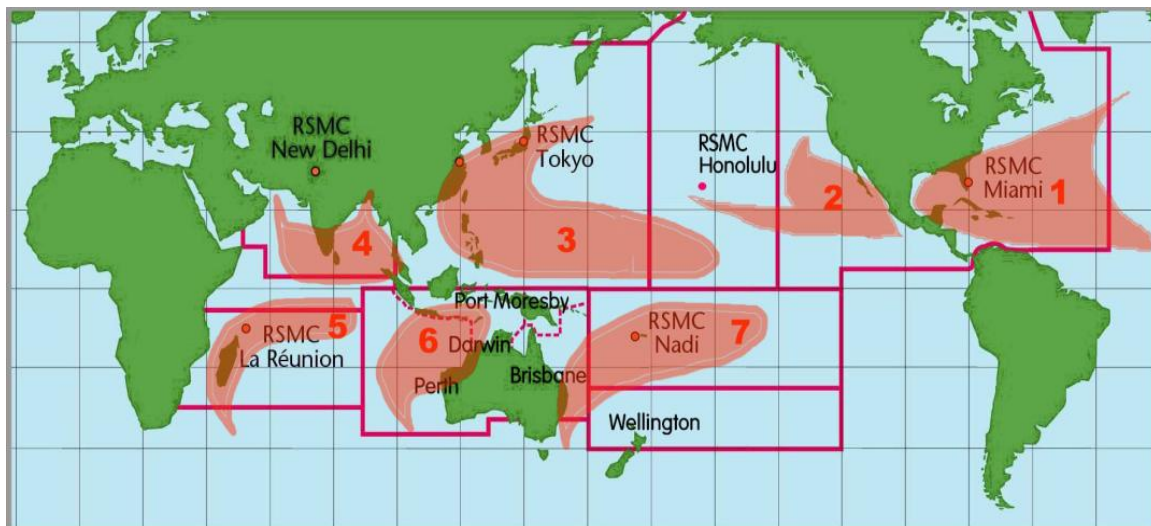 RSMC
New Delhi
RSMC
Tokyo
RSMC
Honolulu
RSMC
Miami
1
2
3
4
5
RSMC
La Réunion
Port Moresby
6
Darwin
Perth
Brisbane
RSMC
Nadi
7
Wellington